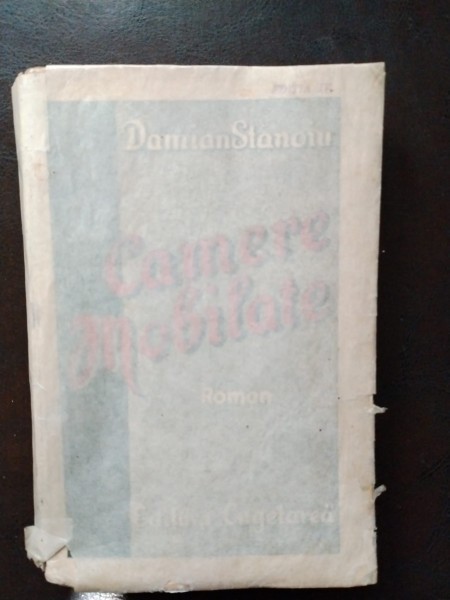 Damian Stanoiu
Camere
Mobilate
Roman
Editura „Cugetarea"